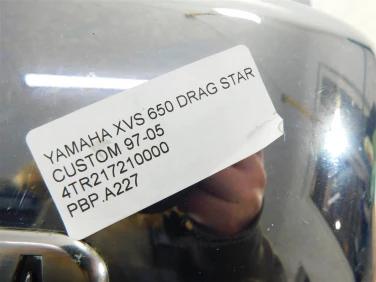 YAMAHA XVS 650 DRAG STAR
CUSTOM 97-05
4TR217210000
PBP.A227